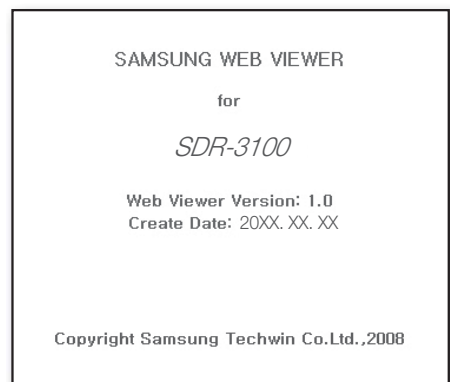 SAMSUNG WEB VIEWER
for
SDR-3100
Web Viewer Version: 1.0
Create Date: 20XX. XX. XX
Copyright Samsung Techwin Co.Ltd.,2008